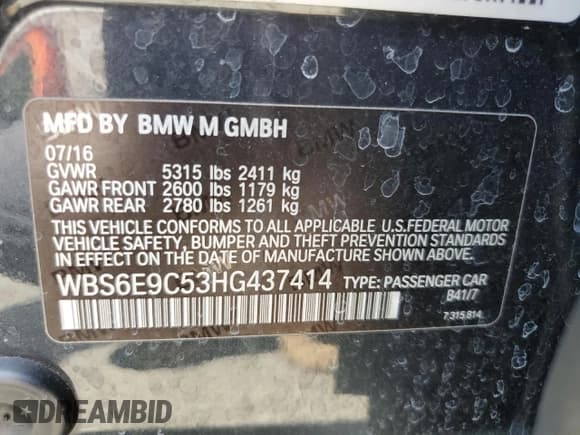 MFD BY BMW M GMBH
07/16
GVWR 5315 lbs 2411 kg
GAWR FRONT 2600 lbs 1179 kg
GAWR REAR 2780 lbs 1261 kg
THIS VEHICLE CONFORMS TO ALL APPLICABLE U.S.FEDERAL MOTOR
VEHICLE SAFETY, BUMPER AND THEFT PREVENTION STANDARDS
IN EFFECT ON THE DATE OF MANUFACTURE SHOWN ABOVE.
WBS6E9C53HG437414 TYPE: PASSENGER CAR
B41/7
7 315 814
DREAMBID